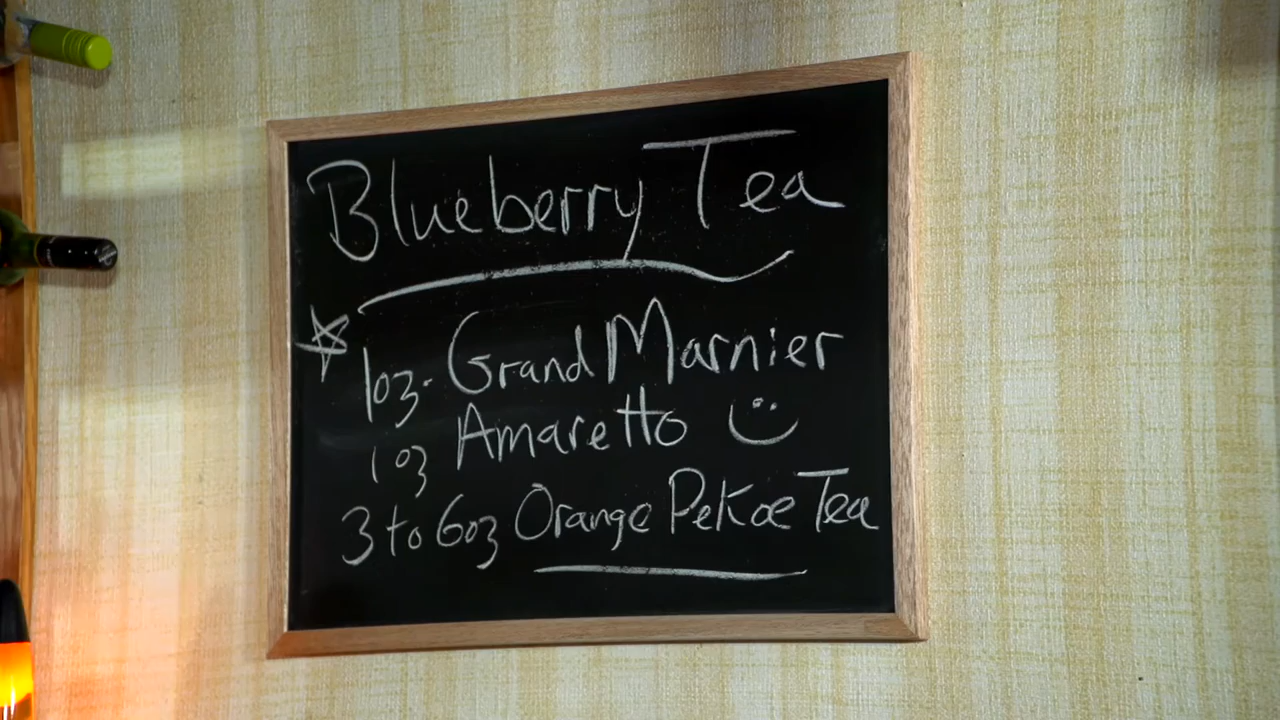 Blueberry Tea
1oz. Grand Marnier
1oz Amaretto
3 to 6oz Orange Pekoe Tea